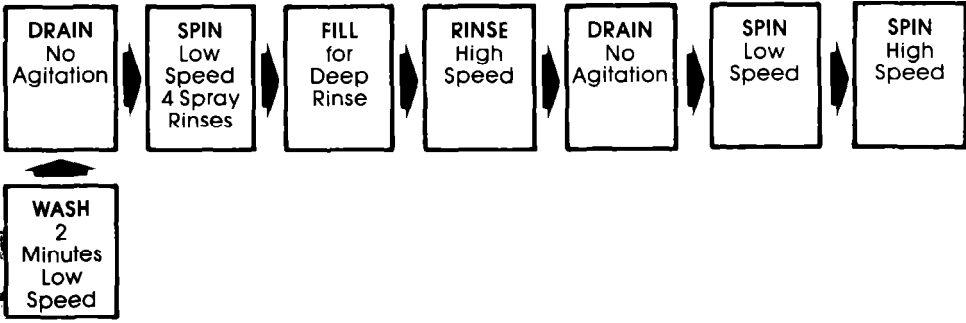 DRAIN
No
Agitation
SPIN
Low
Speed
4 Spray
Rinses
FILL
for
Deep
Rinse
RINSE
High
Speed
DRAIN
No
Agitation
SPIN
Low
Speed
SPIN
High
Speed
WASH
2
Minutes
Low
Speed